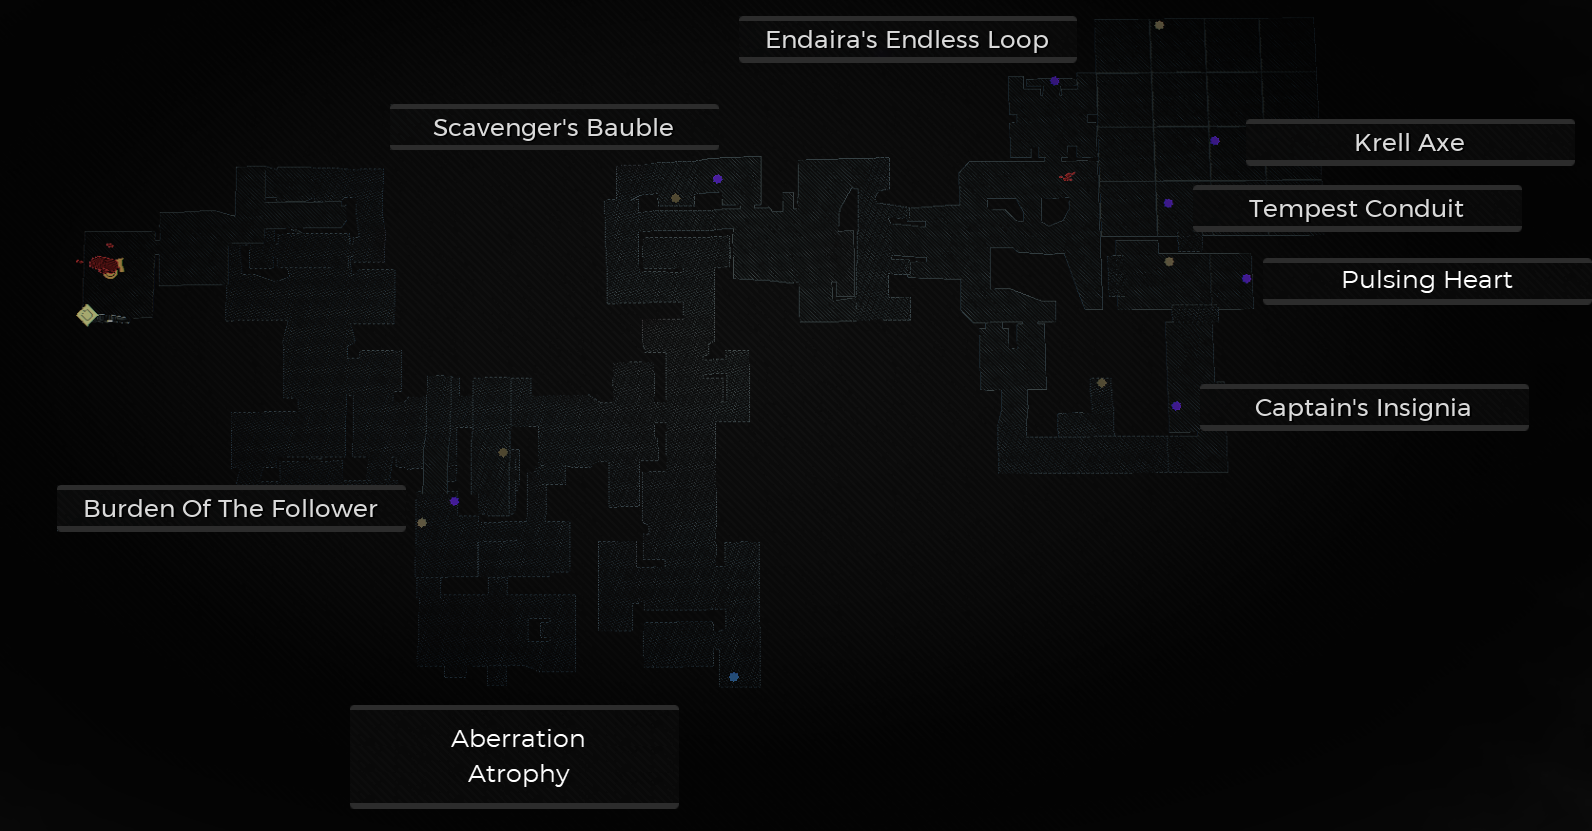 Endaira's Endless Loop
Scavenger's Bauble
Krell Axe
Tempest Conduit
Pulsing Heart
Captain's Insignia
Burden Of The Follower
Aberration
Atrophy